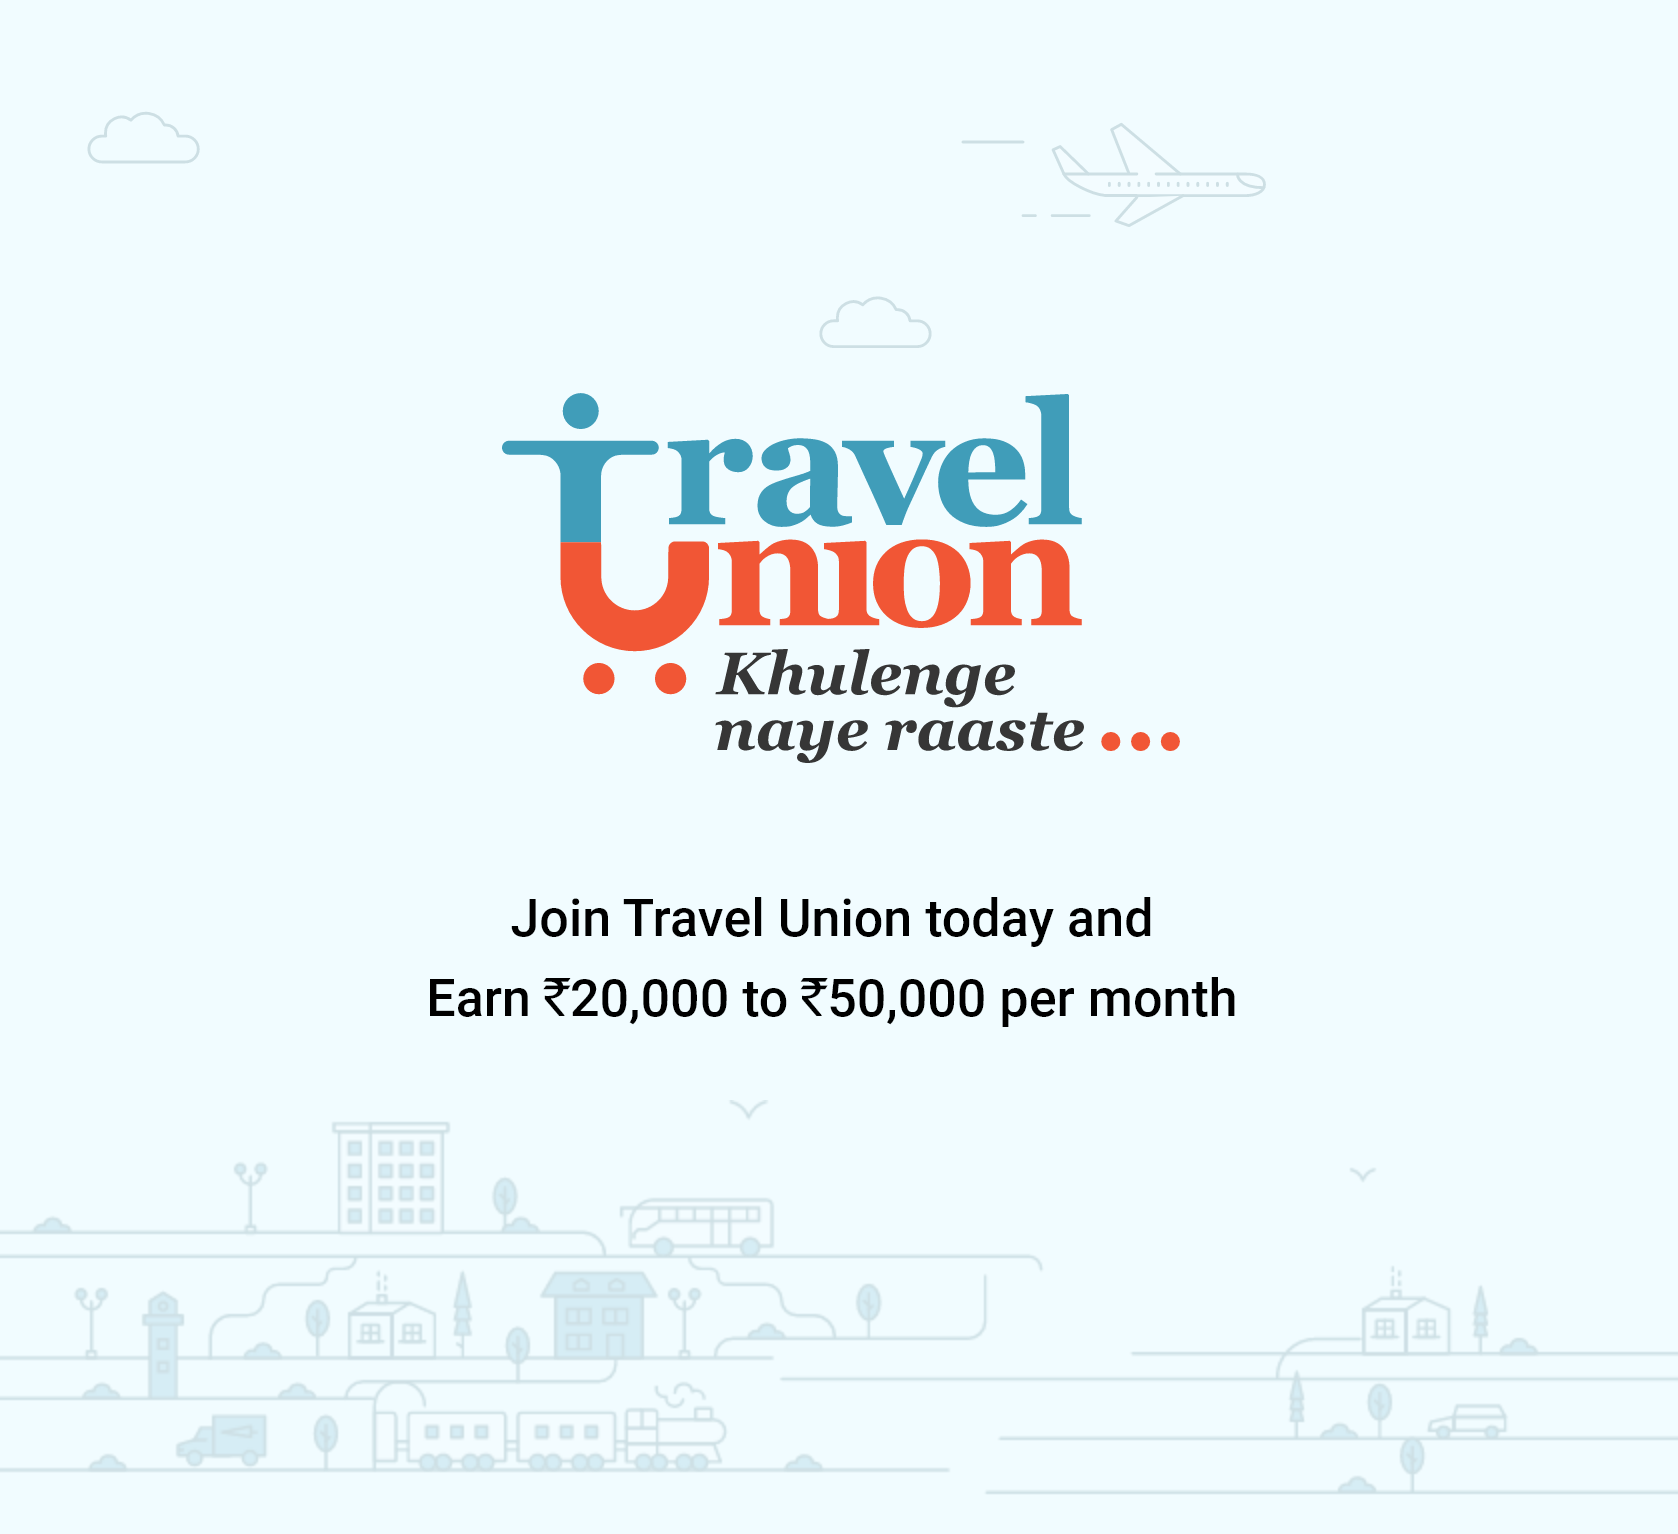 travel
union
Khulenge
naye raaste...
Join Travel Union today and
Earn ₹20,000 to ₹50,000 per month